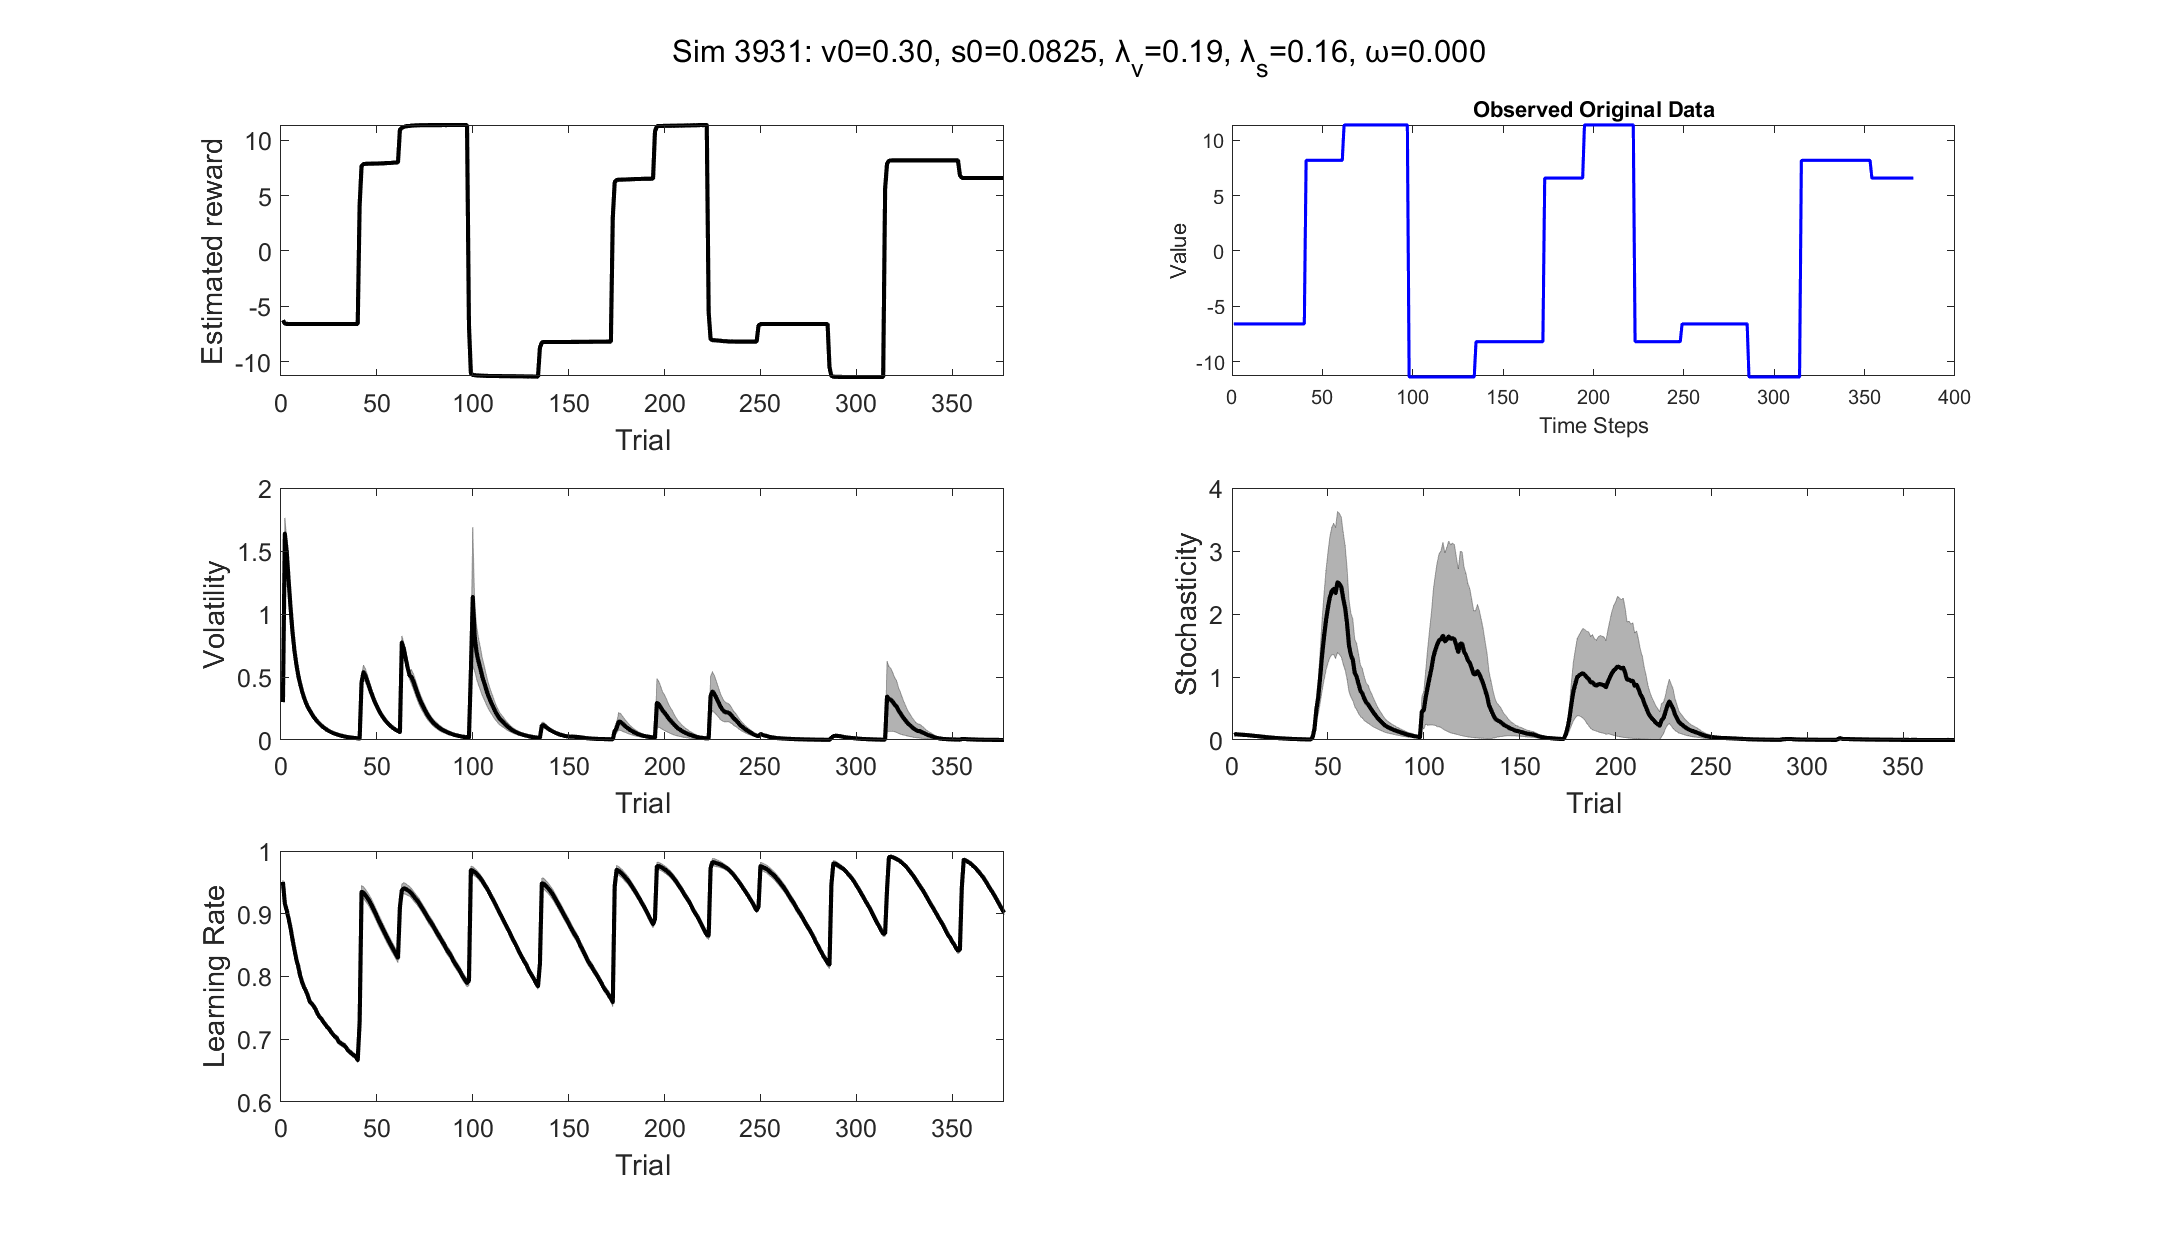 Sim 3931: v0=0.30, s0=0.0825, λv=0.19, λs=0.16, ω=0.000
Estimated reward
10
5
0
-5
-10
0 50 100 150 200 250 300 350
Trial
Observed Original Data
Value
10
5
0
-5
-10
0 50 100 150 200 250 300 350 400
Time Steps
Volatility
2
1.5
1
0.5
0
0 50 100 150 200 250 300 350
Trial
Stochasticity
4
3
2
1
0
0 50 100 150 200 250 300 350
Trial
Learning Rate
1
0.9
0.8
0.7
0.6
0 50 100 150 200 250 300 350
Trial